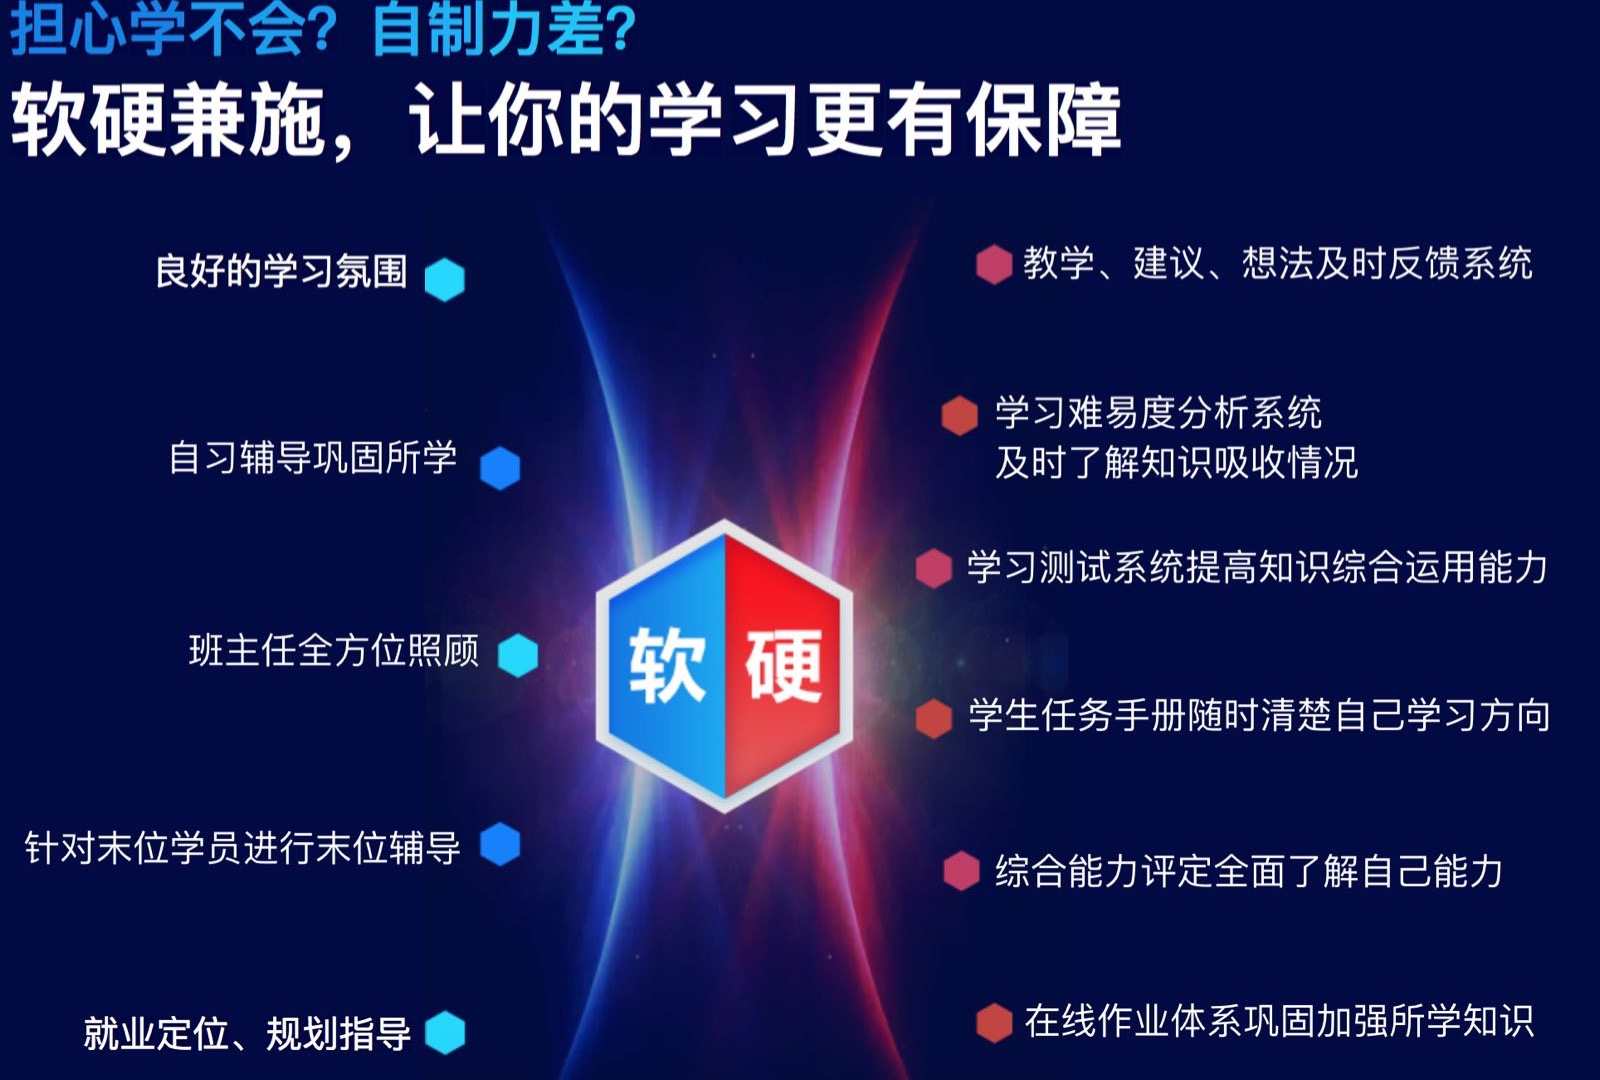 担心学不会？自制力差？
软硬兼施，让你的学习更有保障
良好的学习氛围
自习辅导巩固所学
班主任全方位照顾
针对末位学员进行末位辅导
就业定位、规划指导
软 硬
教学、建议、想法及时反馈系统
学习难易度分析系统
及时了解知识吸收情况
学习测试系统提高知识综合运用能力
学生任务手册随时清楚自己学习方向
综合能力评定全面了解自己能力
在线作业体系巩固加强所学知识